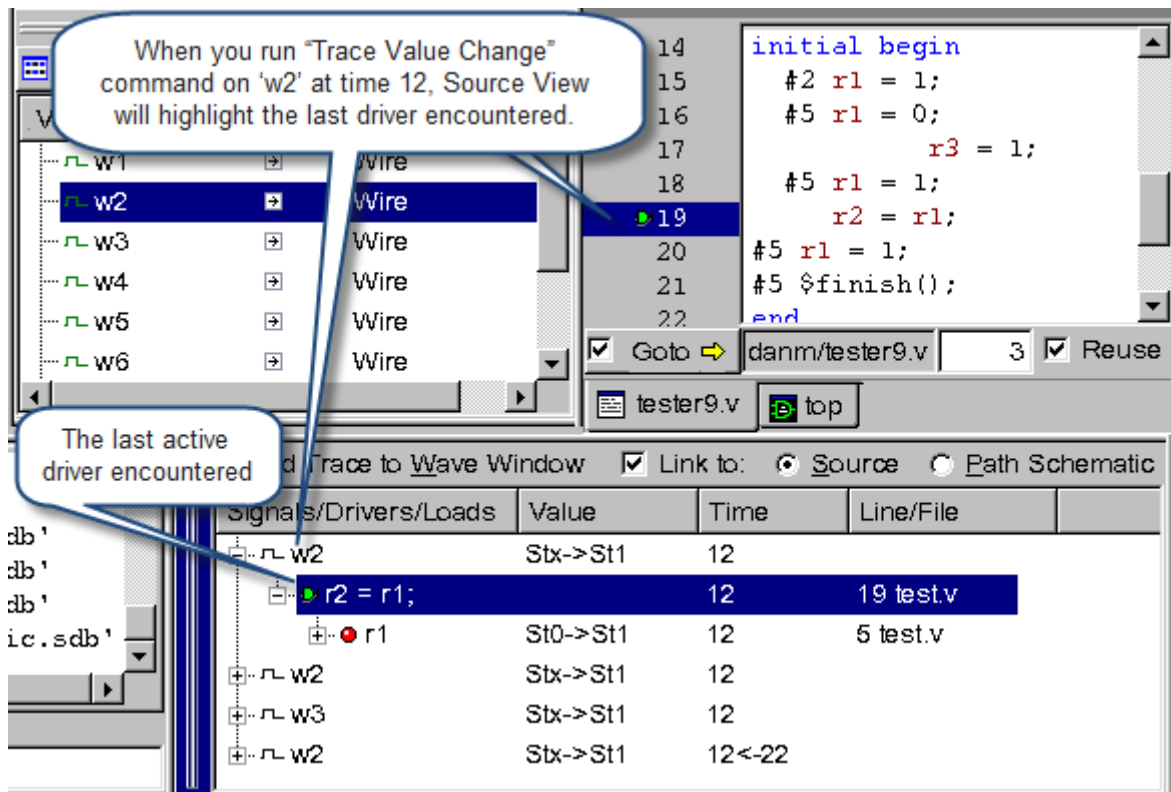 When you run “Trace Value Change”
command on ‘w2’ at time 12, Source View
will highlight the last driver encountered.
V
w1 Wire
w2 Wire
w3 Wire
w4 Wire
w5 Wire
w6 Wire
14 initial begin
15 #2 r1 = 1;
16 #5 r1 = 0;
17 r3 = 1;
18 #5 r1 = 1;
19 r2 = r1;
20 #5 r1 = 1;
21 #5 $finish();
22 end
Goto danm/tester9.v 3 Reuse
tester9.v top
The last active
driver encountered
d Trace to Wave Window Link to: Source Path Schematic
Signals/Drivers/Loads Value Time Line/File
w2 Stx->St1 12
r2 = r1; 12 19 test.v
r1 St0->St1 12 5 test.v
w2 Stx->St1 12
w3 Stx->St1 12
w2 Stx->St1 12<-22
db'
db'
db'
ic.sdb'